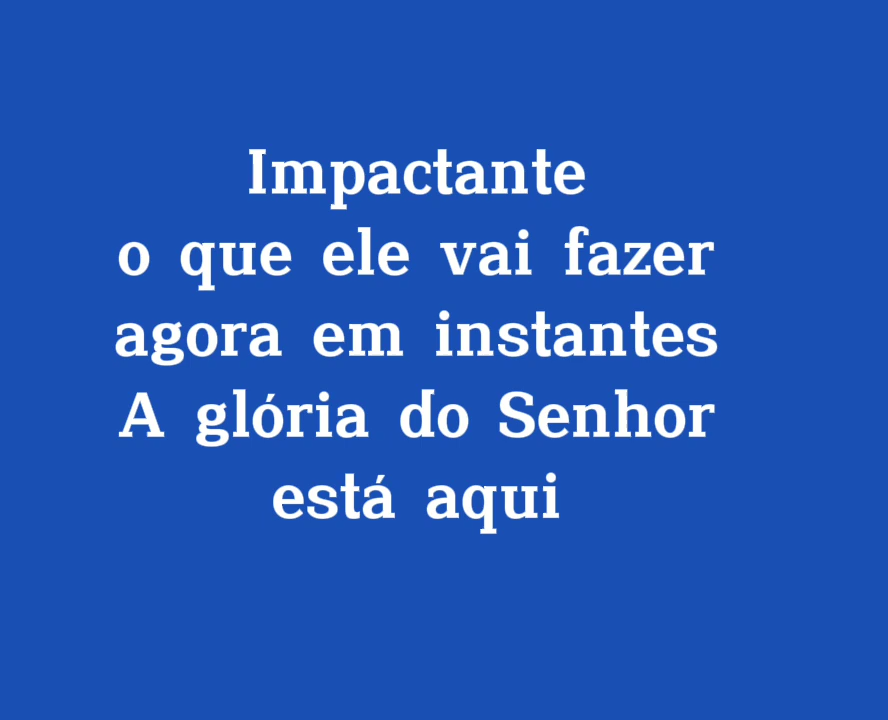 Impactante
o que ele vai fazer
agora em instantes
A glória do Senhor
está aqui